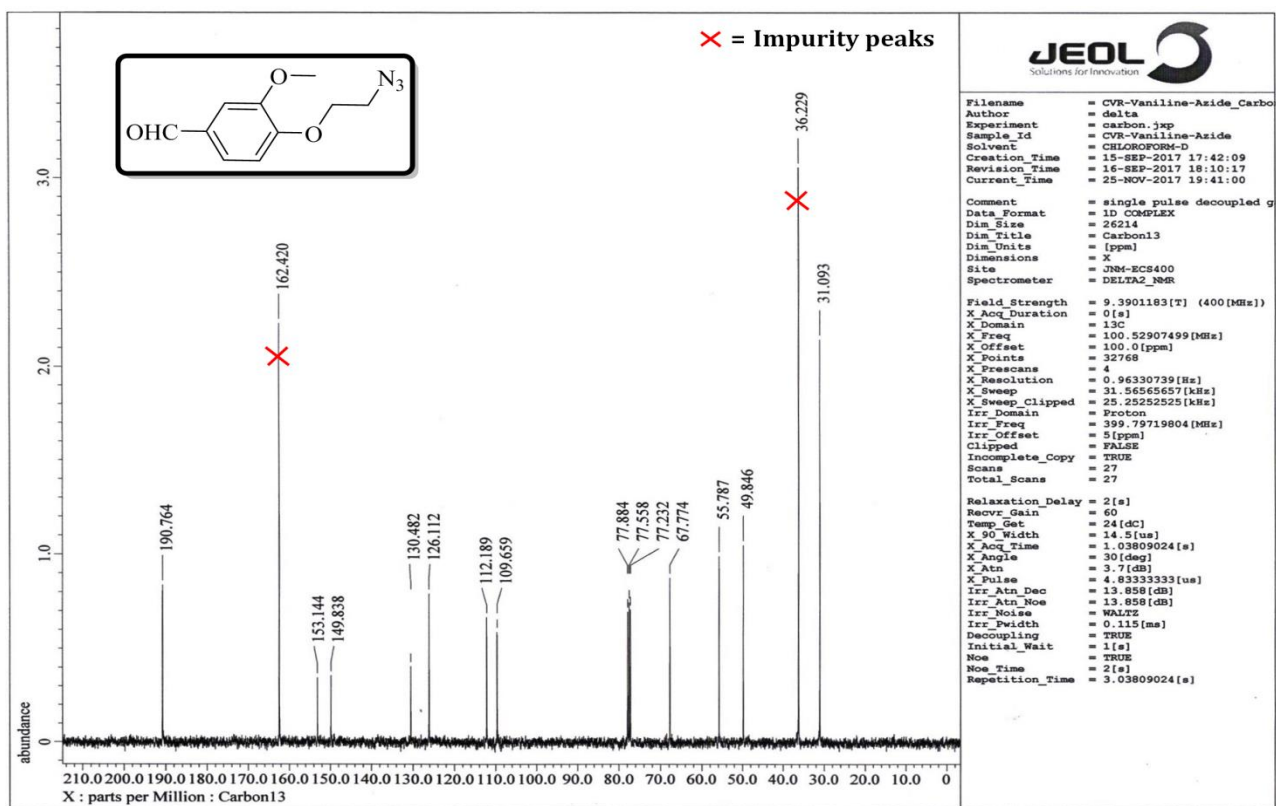 × = Impurity peaks
OHC
O
O
N3
3.0
2.0
1.0
0
abundance
190.764
162.420
153.144
149.838
130.482
126.112
112.189
109.659
77.884
77.558
77.232
67.774
55.787
49.846
36.229
31.093
210.0 200.0 190.0 180.0 170.0 160.0 150.0 140.0 130.0 120.0 110.0 100.0 90.0 80.0 70.0 60.0 50.0 40.0 30.0 20.0 10.0 0
X : parts per Million : Carbon13
JEOL
Solutions for Innovation
Filename = CVR-Vaniline-Azide_Carbo
Author = delta
Experiment = carbon.jxp
Sample_Id = CVR-Vaniline-Azide
Solvent = CHLOROFORM-D
Creation_Time = 15-SEP-2017 17:42:09
Revision_Time = 16-SEP-2017 18:10:17
Current_Time = 25-NOV-2017 19:41:00
Comment = single pulse decoupled g
Data_Format = 1D COMPLEX
Dim_Size = 26214
Dim_Title = Carbon13
Dim_Units = [ppm]
Dimensions = X
Site = JNM-ECS400
Spectrometer = DELTA2_NMR
Field_Strength = 9.3901183[T] (400[MHz])
X_Acq_Duration = 0[s]
X_Domain = 13C
X_Freq = 100.52907499[MHz]
X_Offset = 100.0[ppm]
X_Points = 32768
X_Prescans = 4
X_Resolution = 0.96330739[Hz]
X_Sweep = 31.56565657[kHz]
X_Sweep_Clipped = 25.25252525[kHz]
Irr_Domain = Proton
Irr_Freq = 399.79719804[MHz]
Irr_Offset = 5[ppm]
Clipped = FALSE
Incomplete_Copy = TRUE
Scans = 27
Total_Scans = 27
Relaxation_Delay = 2[s]
Recvr_Gain = 60
Temp_Get = 24[dC]
X_90_Width = 14.5[us]
X_Acq_Time = 1.03809024[s]
X_Angle = 30[deg]
X_Atn = 3.7[dB]
X_Pulse = 4.83333333[us]
Irr_Atn_Dec = 13.858[dB]
Irr_Atn_Noe = 13.858[dB]
Irr_Noise = WALTZ
Irr_Pwidth = 0.115[ms]
Decoupling = TRUE
Initial_Wait = 1[s]
Noe = TRUE
Noe_Time = 2[s]
Repetition_Time = 3.03809024[s]